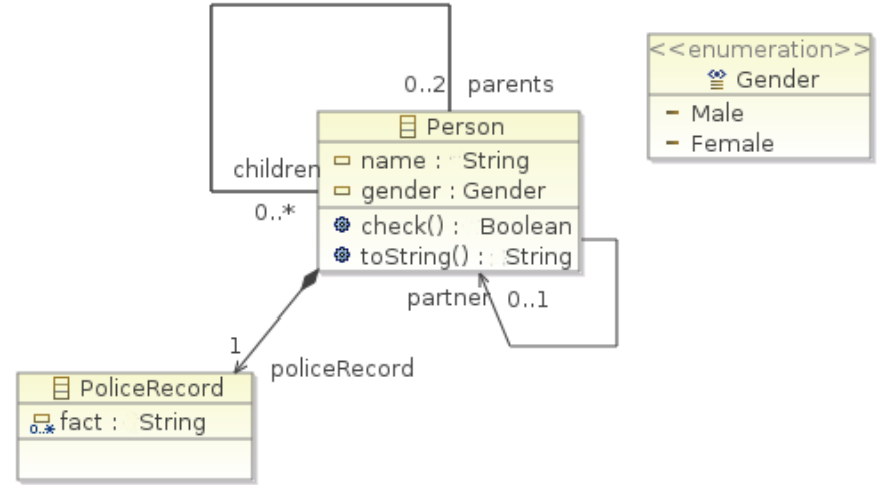 0..2 parents
<<enumeration>>
Gender
Male
Female
Person
name : String
gender : Gender
check() : Boolean
toString() : String
children
0..*
partner 0..1
1
policeRecord
PoliceRecord
0..* fact : String